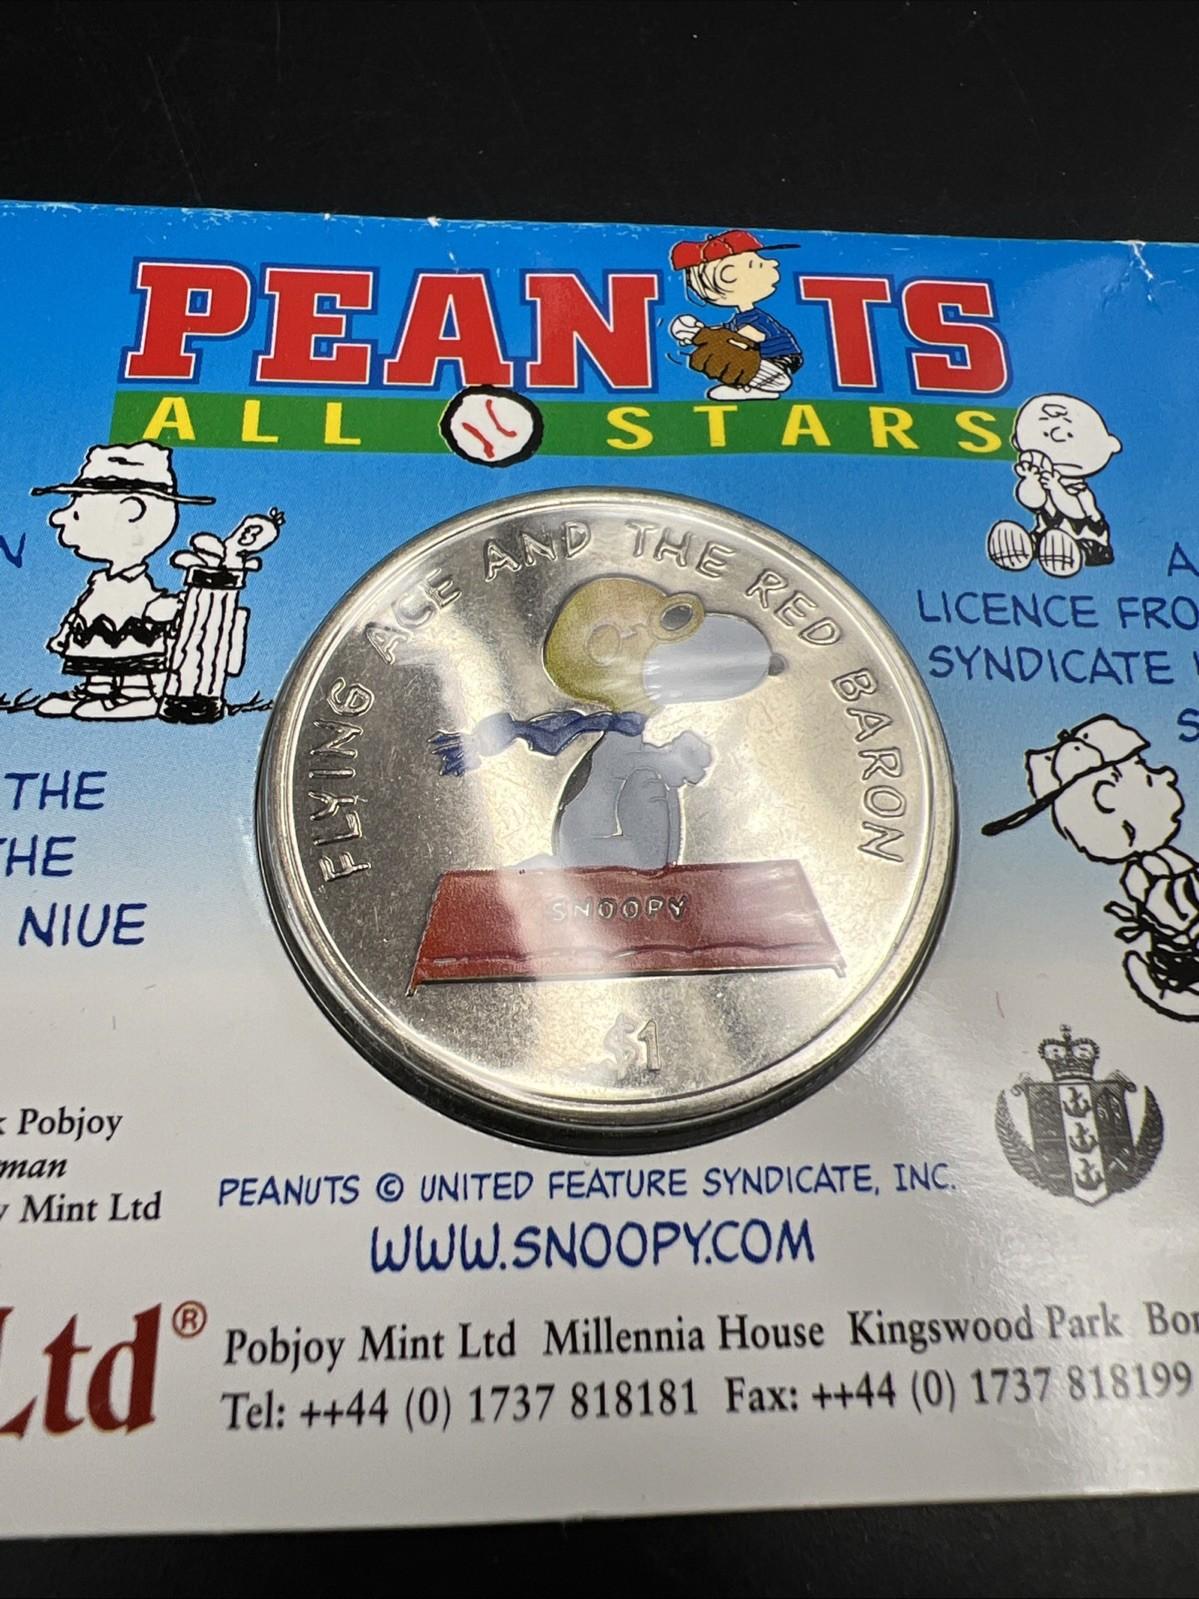 PEANUTS
ALL STARS
FLYING ACE AND THE RED BARON
SNOOPY
$1
LICENCE FRO
SYNDICATE
THE
THE
NIUE
Pobjoy
man
Mint Ltd
PEANUTS © UNITED FEATURE SYNDICATE, INC.
WWW.SNOOPY.COM
Ltd®
Pobjoy Mint Ltd Millennia House Kingswood Park Bor
Tel: ++44 (0) 1737 818181 Fax: ++44 (0) 1737 818199